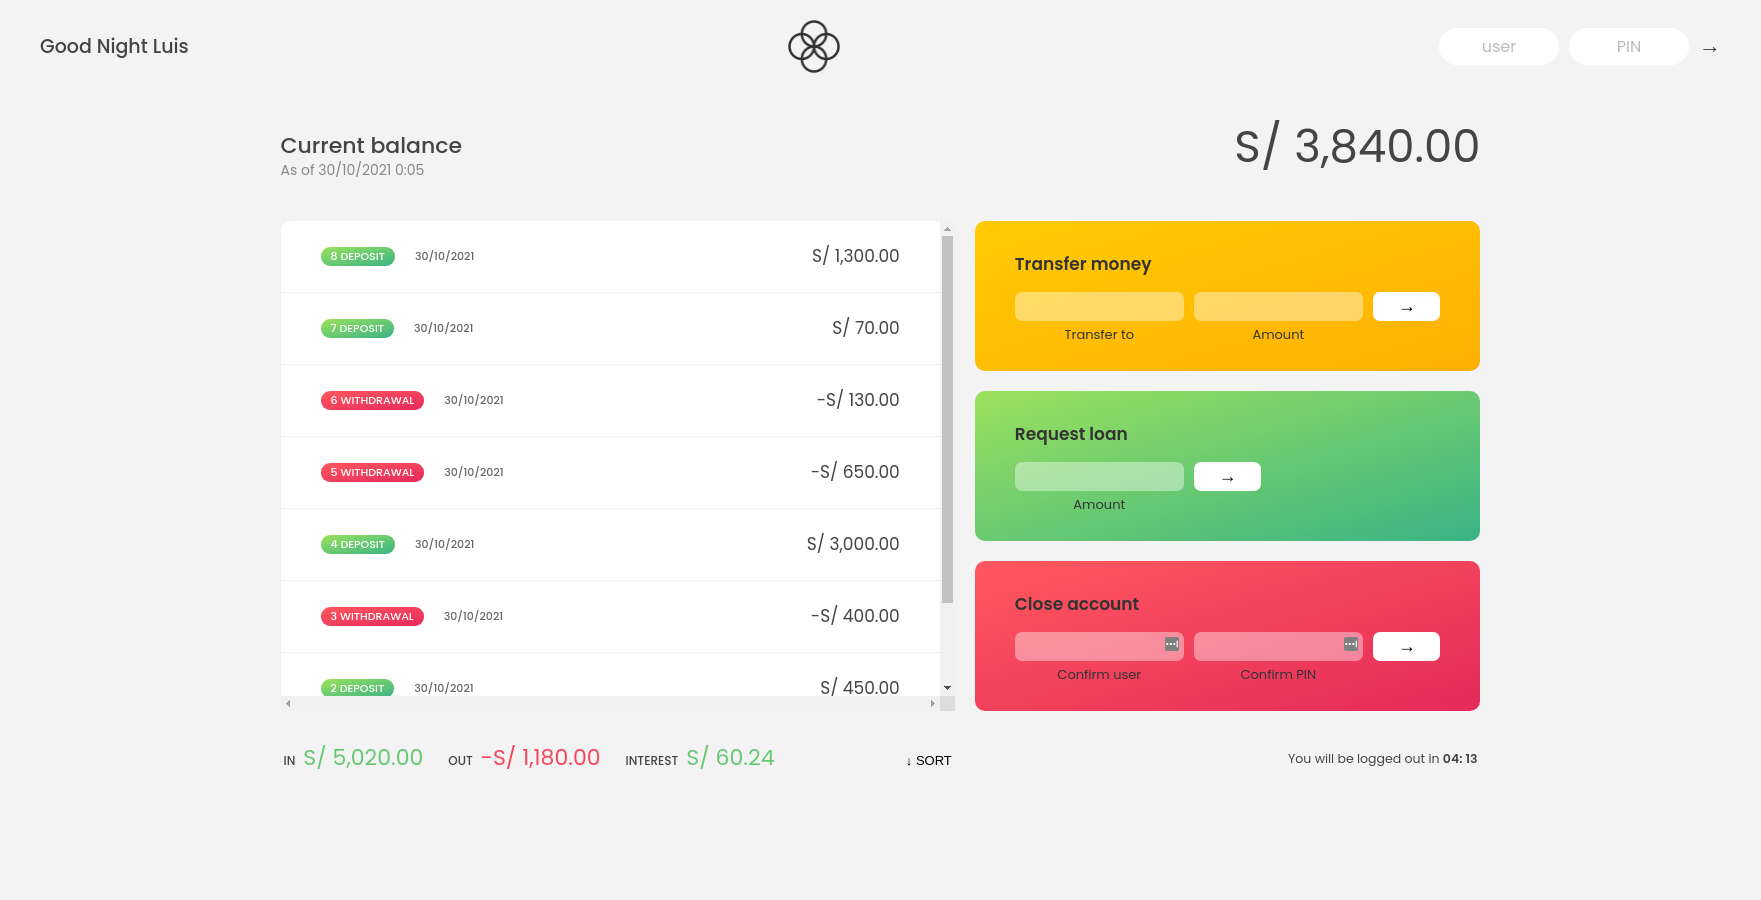 Good Night Luis
user
PIN
→
Current balance
As of 30/10/2021 0:05
S/ 3,840.00
8 DEPOSIT 30/10/2021 S/ 1,300.00
7 DEPOSIT 30/10/2021 S/ 70.00
6 WITHDRAWAL 30/10/2021 -S/ 130.00
5 WITHDRAWAL 30/10/2021 -S/ 650.00
4 DEPOSIT 30/10/2021 S/ 3,000.00
3 WITHDRAWAL 30/10/2021 -S/ 400.00
2 DEPOSIT 30/10/2021 S/ 450.00
Transfer money
→
Transfer to Amount
Request loan
→
Amount
Close account
→
Confirm user Confirm PIN
IN S/ 5,020.00 OUT -S/ 1,180.00 INTEREST S/ 60.24
↓ SORT
You will be logged out in 04:13